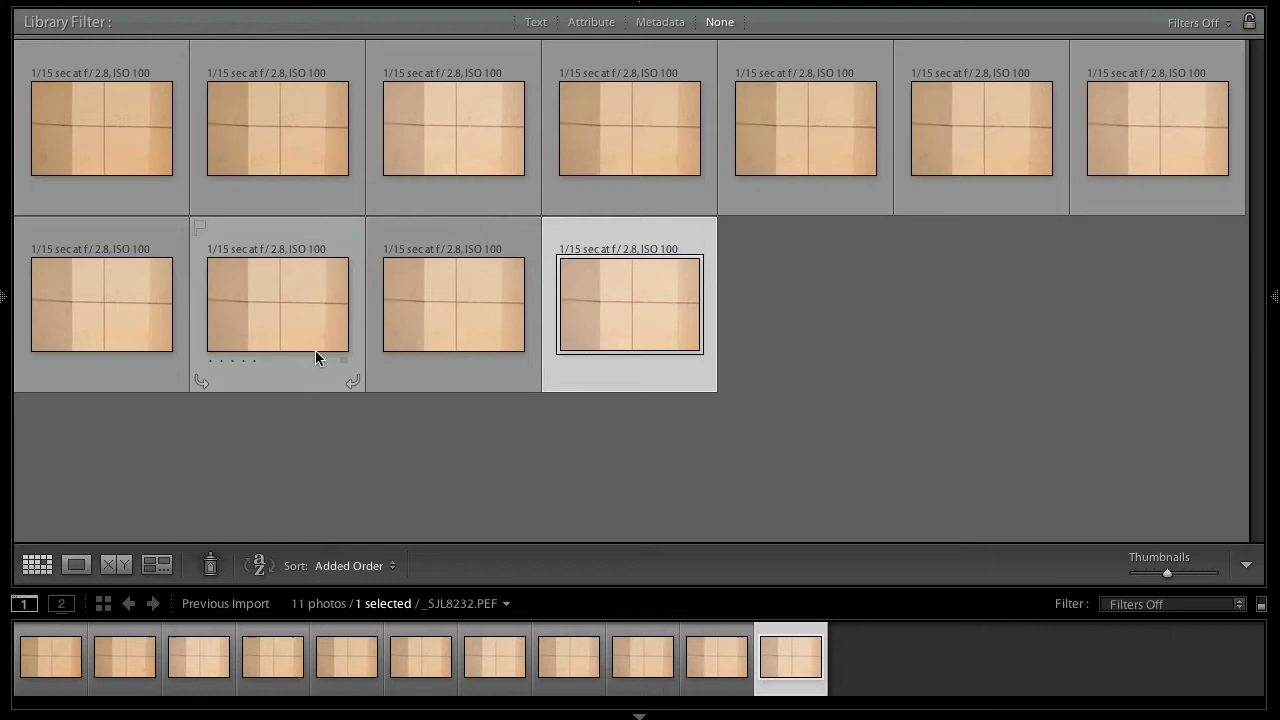 Library Filter :
Text
Attribute
Metadata
None
Filters Off
1/15 sec at f / 2.8, ISO 100
1/15 sec at f / 2.8, ISO 100
1/15 sec at f / 2.8, ISO 100
1/15 sec at f / 2.8, ISO 100
1/15 sec at f / 2.8, ISO 100
1/15 sec at f / 2.8, ISO 100
1/15 sec at f / 2.8, ISO 100
1/15 sec at f / 2.8, ISO 100
1/15 sec at f / 2.8, ISO 100
1/15 sec at f / 2.8, ISO 100
1/15 sec at f / 2.8, ISO 100
X Y
a z
Sort: Added Order
Thumbnails
1
2
Previous Import
11 photos / 1 selected / _SJL8232.PEF
Filter :
Filters Off